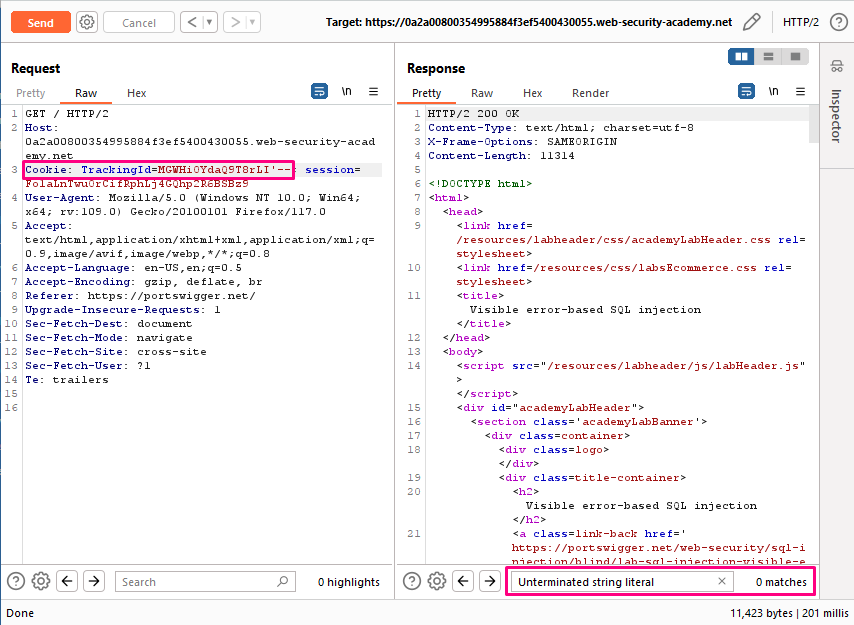 Send
Cancel
<
>
Target: https://0a2a00800354995884f3ef5400430055.web-security-academy.net
HTTP/2
?
Request
Pretty
Raw
Hex
\n
1 GET / HTTP/2
2 Host:
0a2a00800354995884f3ef5400430055.web-security-acad
emy.net
3 Cookie: TrackingId=MGWHi0YdaQ9T8rLI'--; session=
4 User-Agent: Mozilla/5.0 (Windows NT 10.0; Win64;
x64; rv:109.0) Gecko/20100101 Firefox/117.0
5 Accept:
text/html,application/xhtml+xml,application/xml;q=
0.9,image/avif,image/webp,*/*;q=0.8
6 Accept-Language: en-US,en;q=0.5
7 Accept-Encoding: gzip, deflate, br
8 Referer: https://portswigger.net/
9 Upgrade-Insecure-Requests: 1
10 Sec-Fetch-Dest: document
11 Sec-Fetch-Mode: navigate
12 Sec-Fetch-Site: cross-site
13 Sec-Fetch-User: ?1
14 Te: trailers
15
16
?
Search
0 highlights
Response
Pretty
Raw
Hex
Render
\n
1 HTTP/2 200 OK
2 Content-Type: text/html; charset=utf-8
3 X-Frame-Options: SAMEORIGIN
4 Content-Length: 11314
5
6 <!DOCTYPE html>
7 <html>
8 <head>
9 <link href=
/resources/labheader/css/academyLabHeader.css rel=
stylesheet>
10 <link href=/resources/css/labsEcommerce.css rel=
stylesheet>
11 <title>
Visible error-based SQL injection
</title>
12 </head>
13 <body>
14 <script src="/resources/labheader/js/labHeader.js"
>
</script>
15 <div id="academyLabHeader">
16 <section class='academyLabBanner'>
17 <div class=container>
18 <div class=logo>
</div>
19 <div class=title-container>
20 <h2>
Visible error-based SQL injection
</h2>
21 <a class=link-back href='
https://portswigger.net/web-security/sql-i
njection/blind/lab-sql-injection-visible-e
?
Unterminated string literal
0 matches
Inspector
Done
11,423 bytes | 201 millis